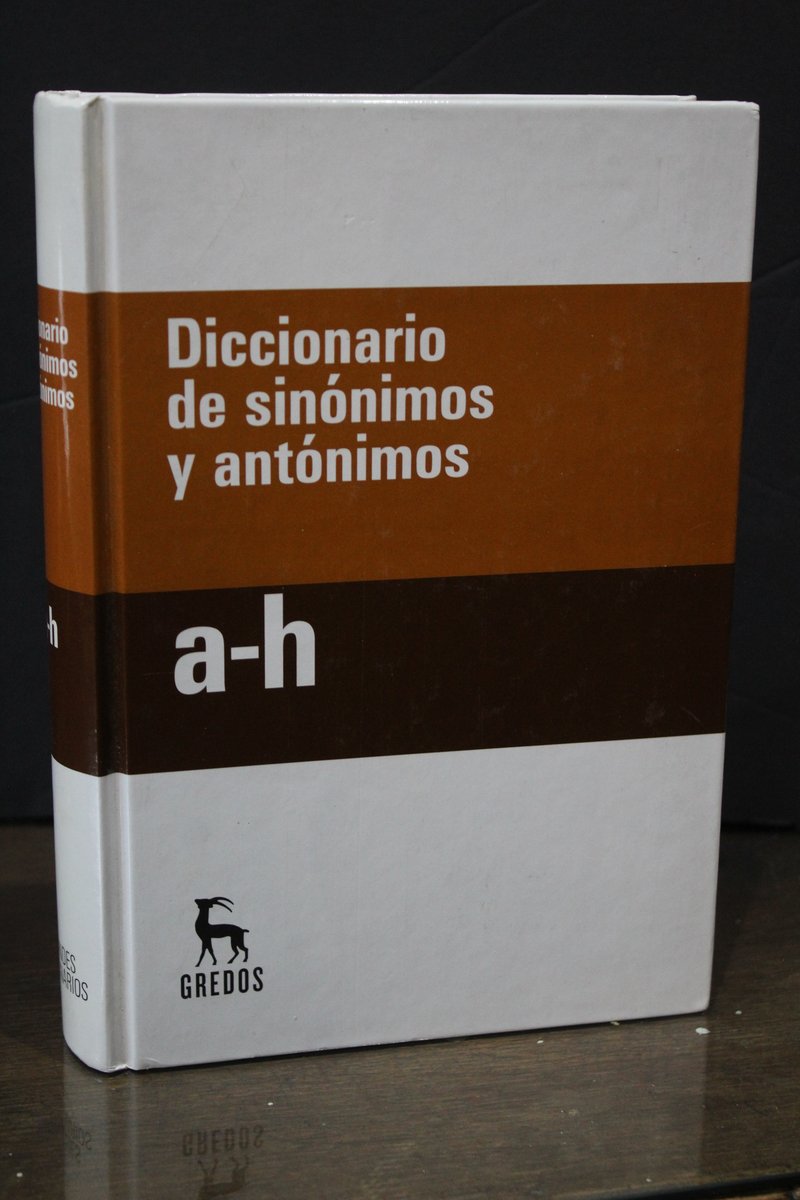 Diccionario
de sinónimos
y antónimos
a-h
GREDOS